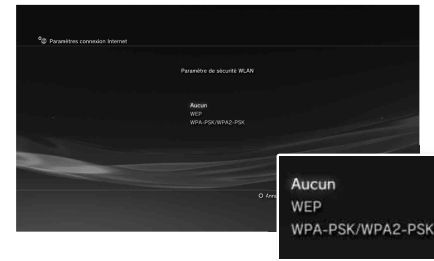 Paramètres connexion Internet
Paramètre de sécurité WLAN
Aucun
WEP
WPA-PSK/WPA2-PSK
Aucun
WEP
WPA-PSK/WPA2-PSK